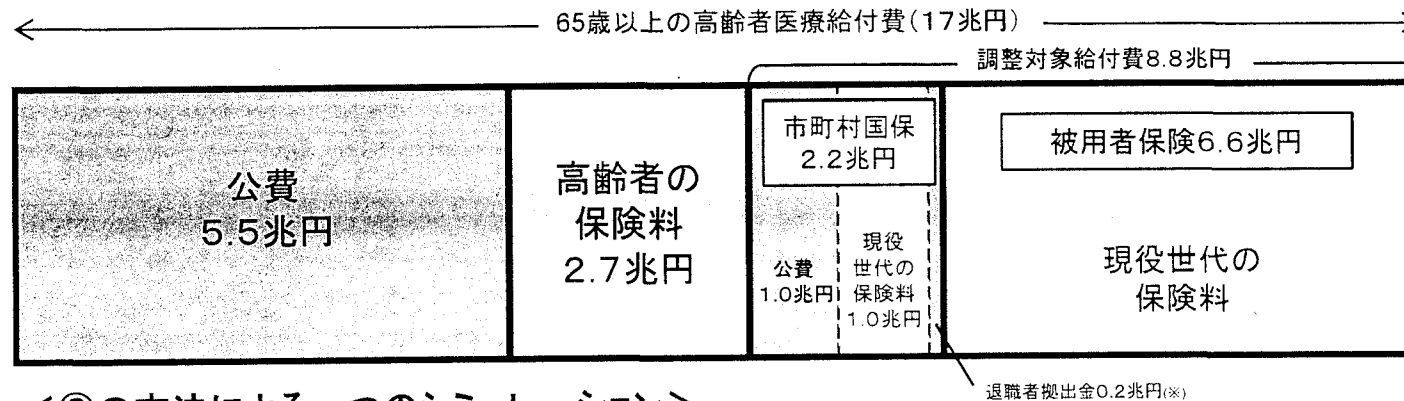 65歳以上の高齢者医療給付費(17兆円)
調整対象給付費8.8兆円
公費
5.5兆円
高齢者の
保険料
2.7兆円
市町村国保
2.2兆円
公費
1.0兆円
現役
世代の
保険料
1.0兆円
被用者保険6.6兆円
現役世代の
保険料
退職者拠出金0.2兆円(※)